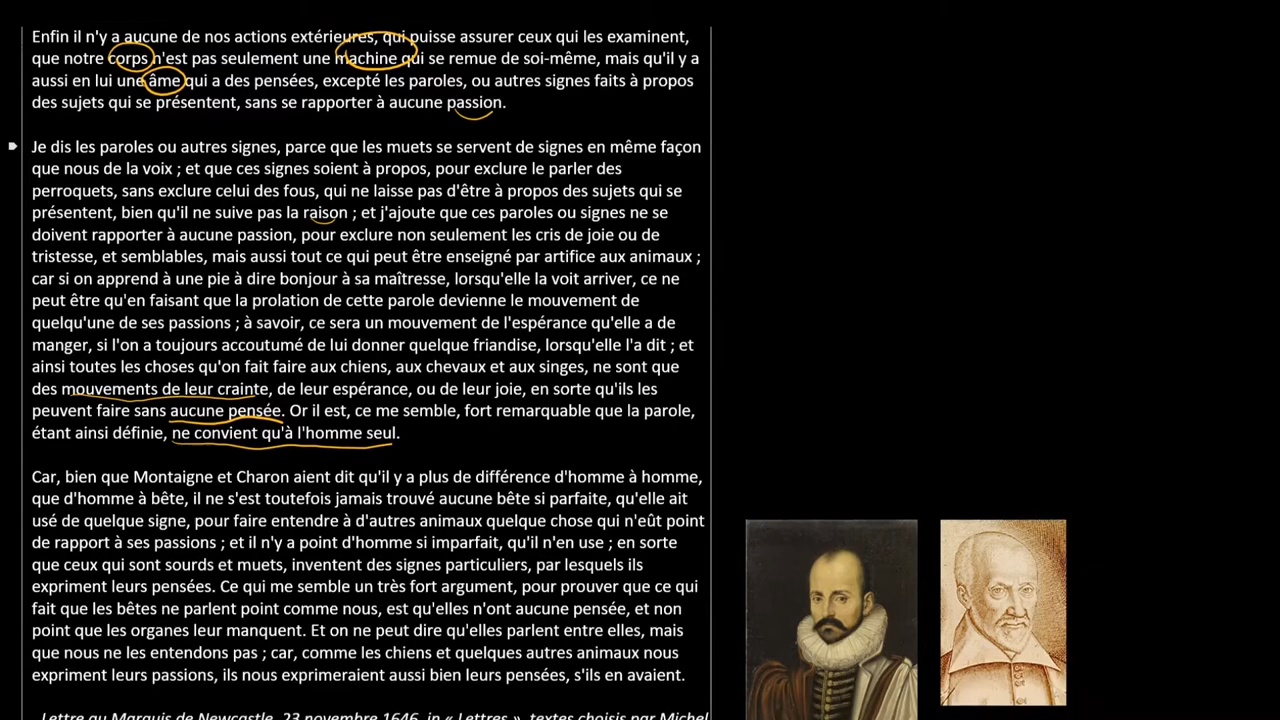 Enfin il n'y a aucune de nos actions extérieures, qui puisse assurer ceux qui les examinent,
que notre corps n'est pas seulement une machine qui se remue de soi-même, mais qu'il y a
aussi en lui une âme qui a des pensées, excepté les paroles, ou autres signes faits à propos
des sujets qui se présentent, sans se rapporter à aucune passion.
Je dis les paroles ou autres signes, parce que les muets se servent de signes en même façon
que nous de la voix ; et que ces signes soient à propos, pour exclure le parler des
perroquets, sans exclure celui des fous, qui ne laisse pas d'être à propos des sujets qui se
présentent, bien qu'il ne suive pas la raison ; et j'ajoute que ces paroles ou signes ne se
doivent rapporter à aucune passion, pour exclure non seulement les cris de joie ou de
tristesse, et semblables, mais aussi tout ce qui peut être enseigné par artifice aux animaux ;
car si on apprend à une pie à dire bonjour à sa maîtresse, lorsqu'elle la voit arriver, ce ne
peut être qu'en faisant que la prolation de cette parole devienne le mouvement de
quelqu'une de ses passions ; à savoir, ce sera un mouvement de l'espérance qu'elle a de
manger, si l'on a toujours accoutumé de lui donner quelque friandise, lorsqu'elle l'a dit ; et
ainsi toutes les choses qu'on fait faire aux chiens, aux chevaux et aux singes, ne sont que
des mouvements de leur crainte, de leur espérance, ou de leur joie, en sorte qu'ils les
peuvent faire sans aucune pensée. Or il est, ce me semble, fort remarquable que la parole,
étant ainsi définie, ne convient qu'à l'homme seul.
Car, bien que Montaigne et Charon aient dit qu'il y a plus de différence d'homme à homme,
que d'homme à bête, il ne s'est toutefois jamais trouvé aucune bête si parfaite, qu'elle ait
usé de quelque signe, pour faire entendre à d'autres animaux quelque chose qui n'eût point
de rapport à ses passions ; et il n'y a point d'homme si imparfait, qu'il n'en use ; en sorte
que ceux qui sont sourds et muets, inventent des signes particuliers, par lesquels ils
expriment leurs pensées. Ce qui me semble un très fort argument, pour prouver que ce qui
fait que les bêtes ne parlent point comme nous, est qu'elles n'ont aucune pensée, et non
point que les organes leur manquent. Et on ne peut dire qu'elles parlent entre elles, mais
que nous ne les entendons pas ; car, comme les chiens et quelques autres animaux nous
expriment leurs passions, ils nous exprimeraient aussi bien leurs pensées, s'ils en avaient.
Lettre au Marquis de Newcastle, 23 novembre 1646, in « Lettres », textes choisis par Michel